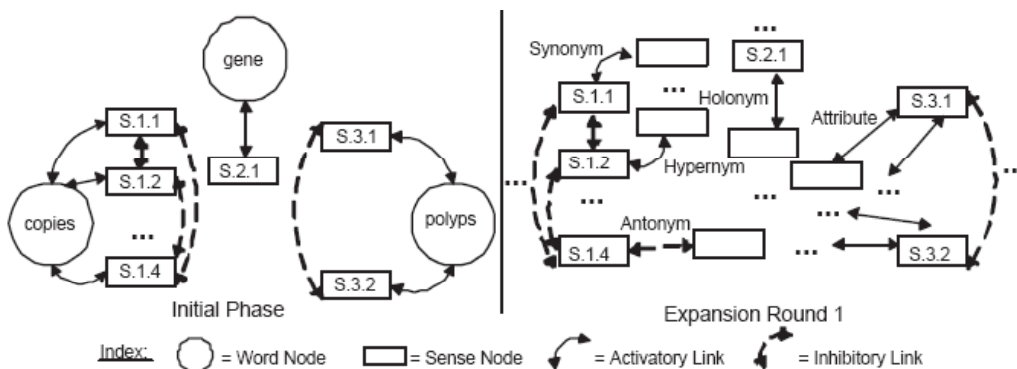 gene
S.1.1
S.1.2
S.2.1
S.3.1
copies
polyps
...
S.1.4
S.3.2
Initial Phase
Synonym
...
S.2.1
S.1.1
...
Holonym
S.3.1
Attribute
S.1.2
Hypernym
...
...
...
...
...
Antonym
...
S.1.4
...
S.3.2
Expansion Round 1
Index: = Word Node = Sense Node = Activatory Link = Inhibitory Link